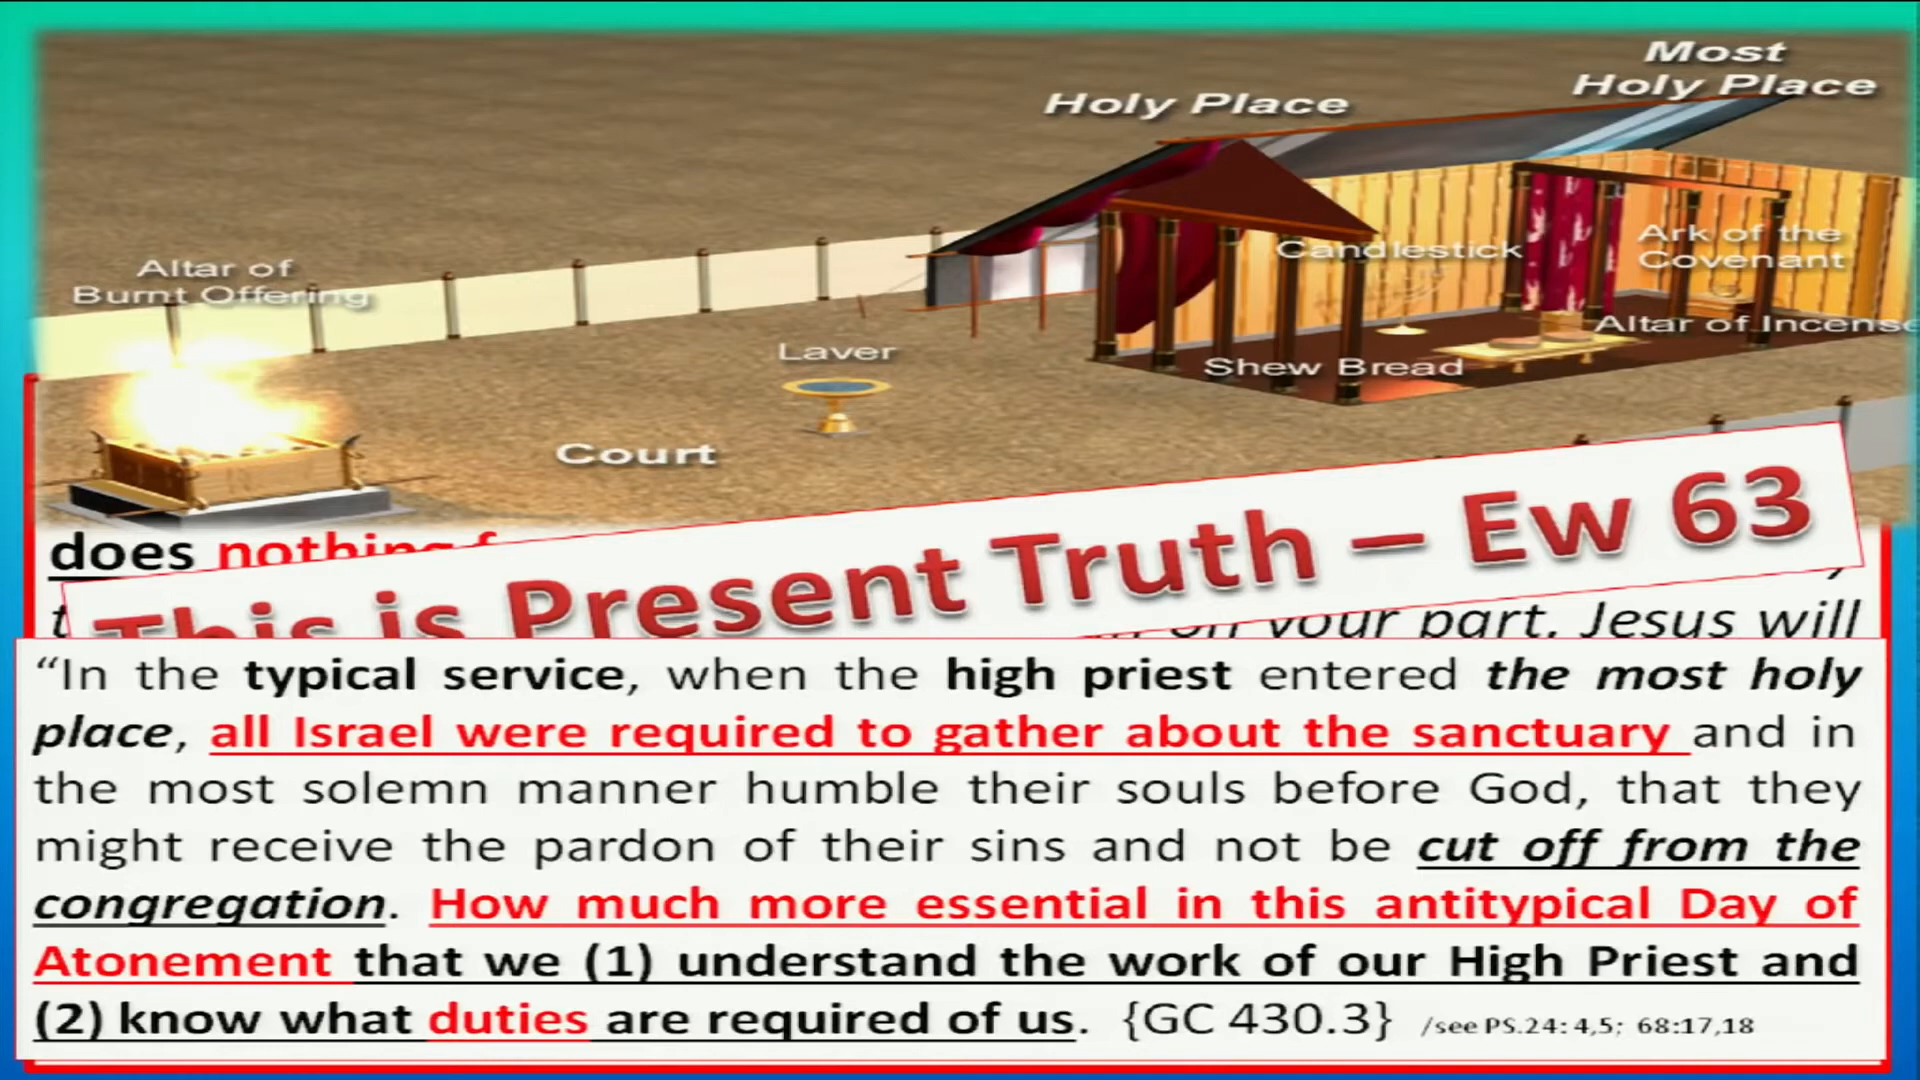 Most
Holy Place
Holy Place
Candlestick
Ark of the
Covenant
Altar of
Burnt Offering
Altar of Incense
Laver
Shew Bread
Court
does nothing
This is Present Truth – Ew 63
on your part. Jesus will
“In the typical service, when the high priest entered the most holy
place, all Israel were required to gather about the sanctuary and in
the most solemn manner humble their souls before God, that they
might receive the pardon of their sins and not be cut off from the
congregation. How much more essential in this antitypical Day of
Atonement that we (1) understand the work of our High Priest and
(2) know what duties are required of us. {GC 430.3} /see PS.24: 4,5; 68:17,18